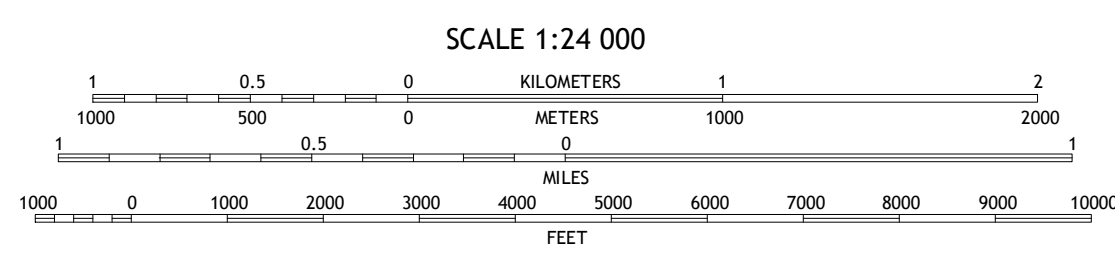 SCALE 1:24 000
1 0.5 0 KILOMETERS 1 2
1000 500 0 METERS 1000 2000
1 0.5 0 1
MILES
1000 0 1000 2000 3000 4000 5000 6000 7000 8000 9000 10000
FEET